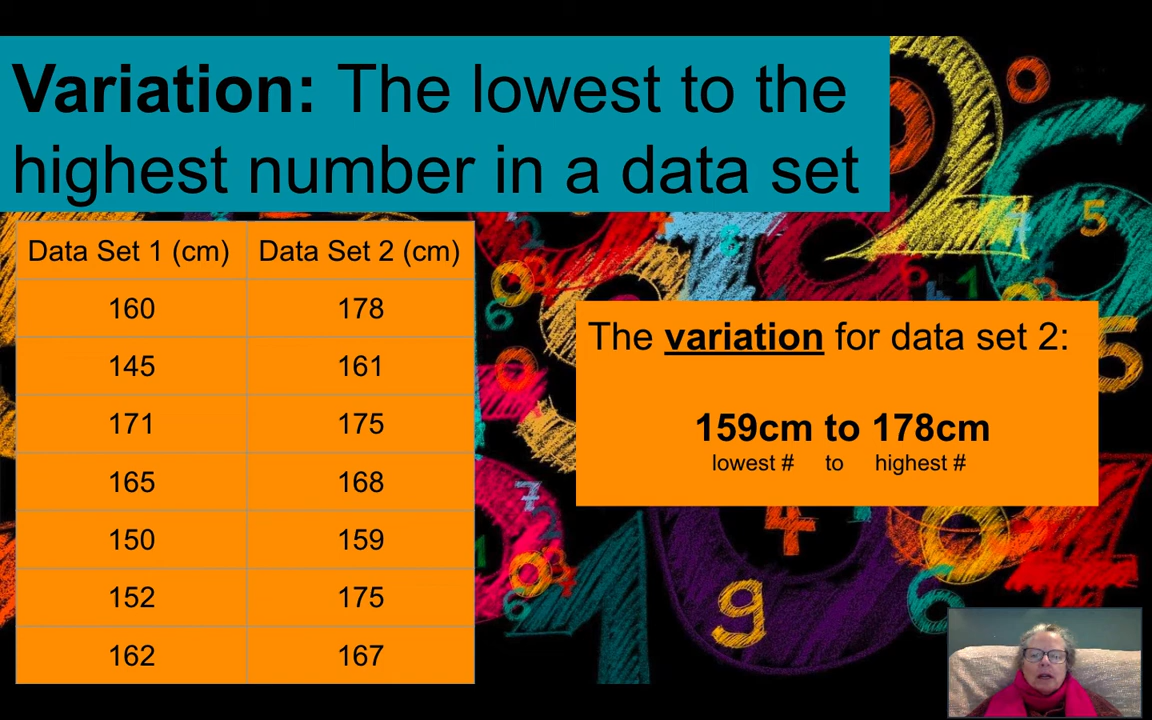 Variation: The lowest to the
highest number in a data set
Data Set 1 (cm) Data Set 2 (cm)
160 178
145 161
171 175
165 168
150 159
152 175
162 167
The variation for data set 2:
159cm to 178cm
lowest # to highest #